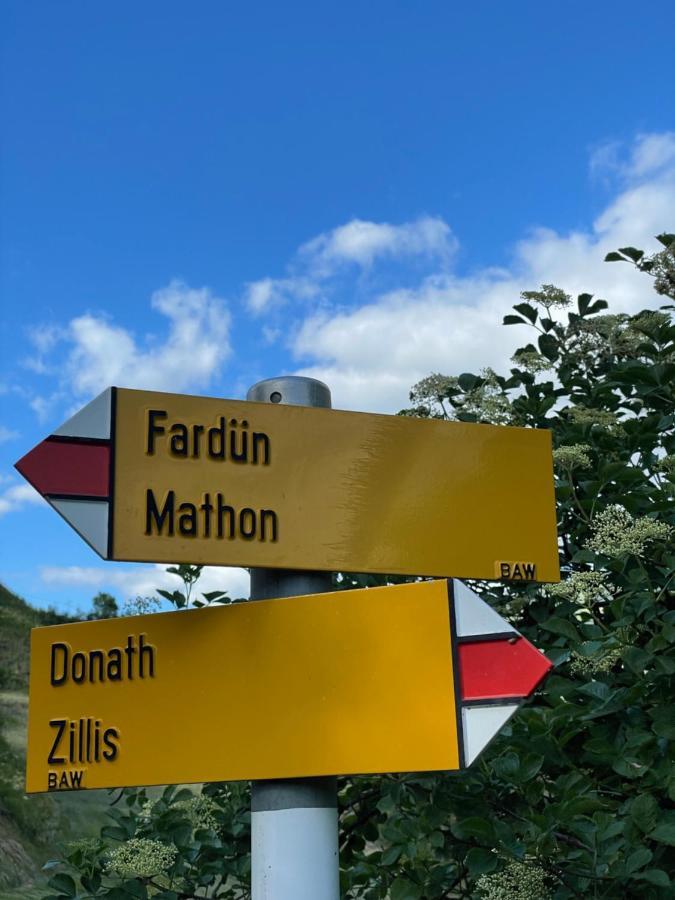 Fardün
Mathon
BAW
Donath
Zillis
BAW